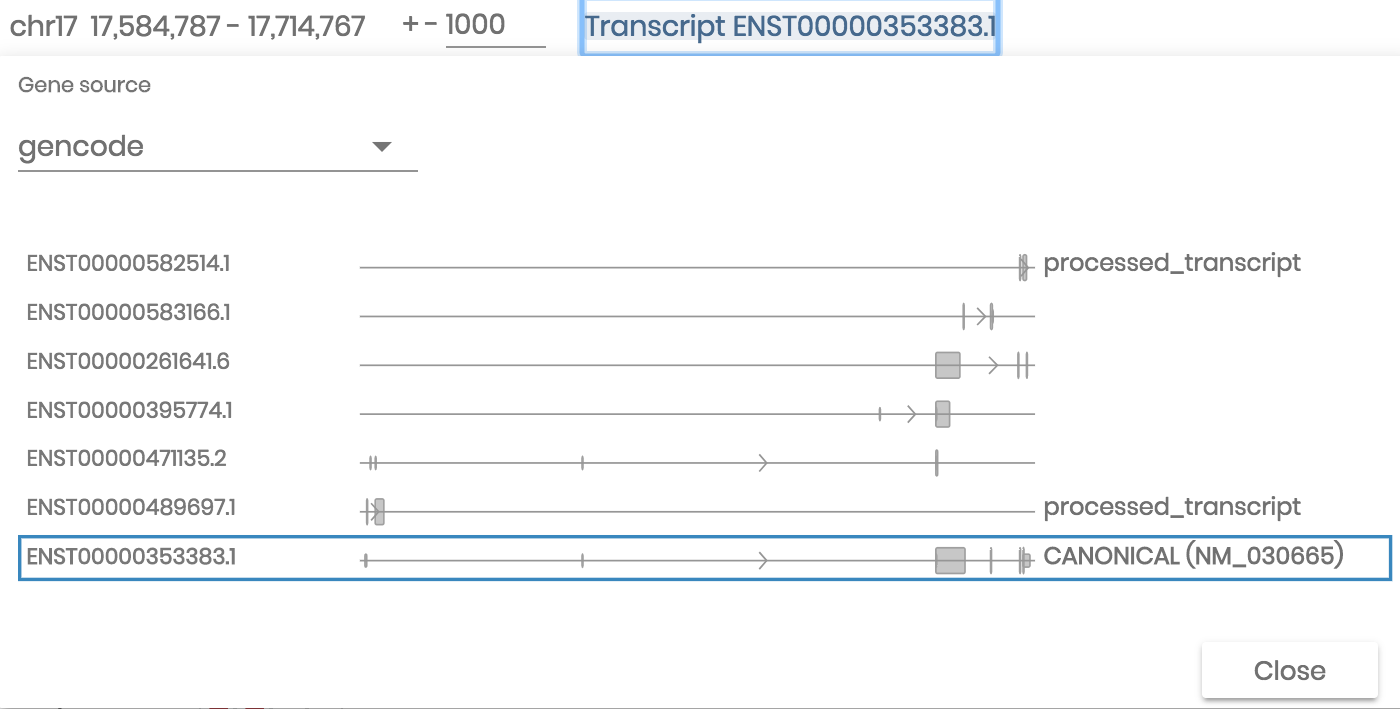 chr17 17,584,787 - 17,714,767 + - 1000 Transcript ENST00000353383.1
Gene source
gencode
ENST00000582514.1 processed_transcript
ENST00000583166.1
ENST00000261641.6
ENST00000395774.1
ENST00000471135.2
ENST00000489697.1 processed_transcript
ENST00000353383.1 CANONICAL (NM_030665)
Close